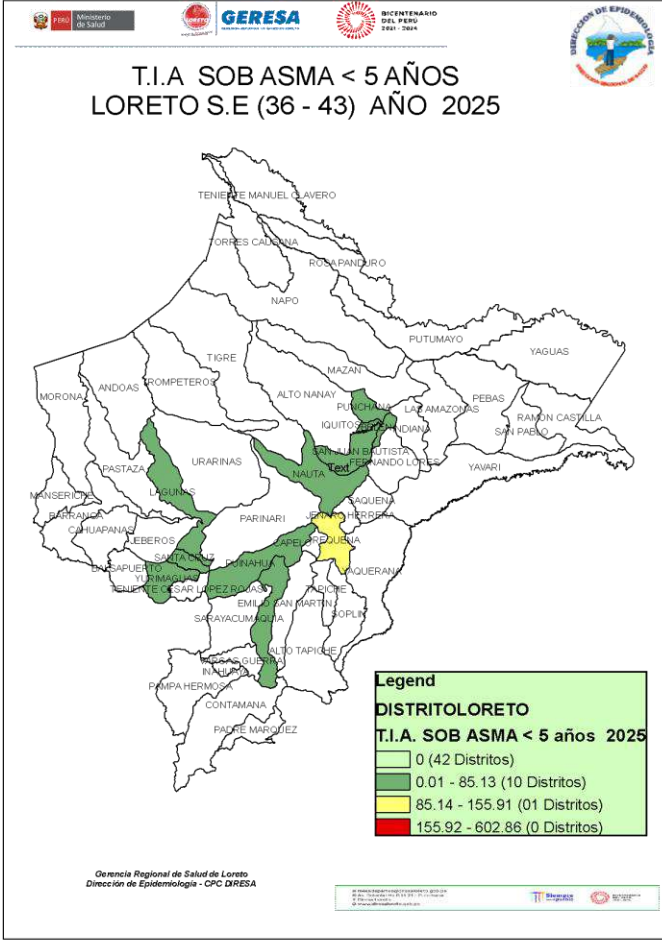 PERÚ
Ministerio
de Salud
LORETO
GERESA
BICENTENARIO
DEL PERÚ
2021 - 2024
DIRECCION DE EPIDEMIOLOGÍA
T.I.A SOB ASMA < 5 AÑOS
LORETO S.E (36 - 43) AÑO 2025
TENIENTE MANUEL CLAVERO
TORRES CAUSANA
ROSA PANDURO
NAPO
PUTUMAYO
YAGUAS
TIGRE
MAZAN
TROMPETEROS
ANDOAS
MORONA
ALTO NANAY
PUNCHANA
LAS AMAZONAS
PEBAS
RAMON CASTILLA
SAN PABLO
IQUITOS
INDIANA
SAN JUAN BAUTISTA
FERNANDO LORES
Text
NAUTA
YAVARI
URARINAS
PASTAZA
LAGUNAS
MANSERICHE
BARRANCA
CAHUAPANAS
SAQUENA
JENARO HERRERA
PARINARI
JEBEROS
CAPELO
REQUENA
SANTA CRUZ
PUINAHUA
BALSAPUERTO
YURIMAGUAS
YAQUERANA
TENIENTE CESAR LOPEZ ROJAS
TAPICHE
EMILIO SAN MARTIN
SOPLIN
SARAYACU
MAQUIA
ALTO TAPICHE
VARGAS GUERRA
INAHUAYA
PAMPA HERMOSA
CONTAMANA
PADRE MARQUEZ
Legend
DISTRITOLORETO
T.I.A. SOB ASMA < 5 años 2025
0 (42 Distritos)
0.01 - 85.13 (10 Distritos)
85.14 - 155.91 (01 Distritos)
155.92 - 602.86 (0 Distritos)
Gerencia Regional de Salud de Loreto
Dirección de Epidemiología - CPC DIRESA